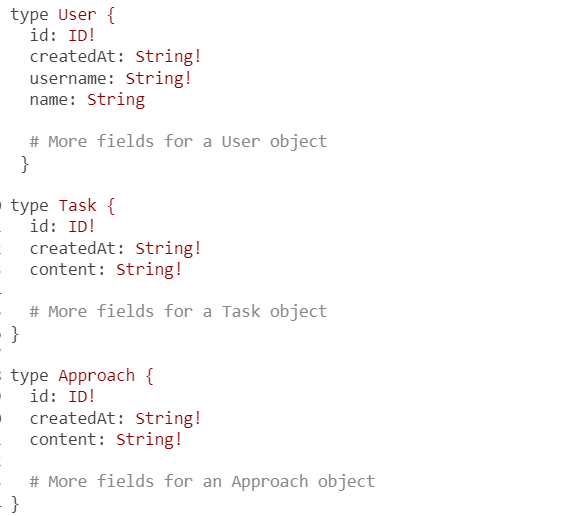 type User {
  id: ID!
  createdAt: String!
  username: String!
  name: String

  # More fields for a User object
 }

type Task {
  id: ID!
  createdAt: String!
  content: String!

  # More fields for a Task object
}

type Approach {
  id: ID!
  createdAt: String!
  content: String!

  # More fields for an Approach object
}